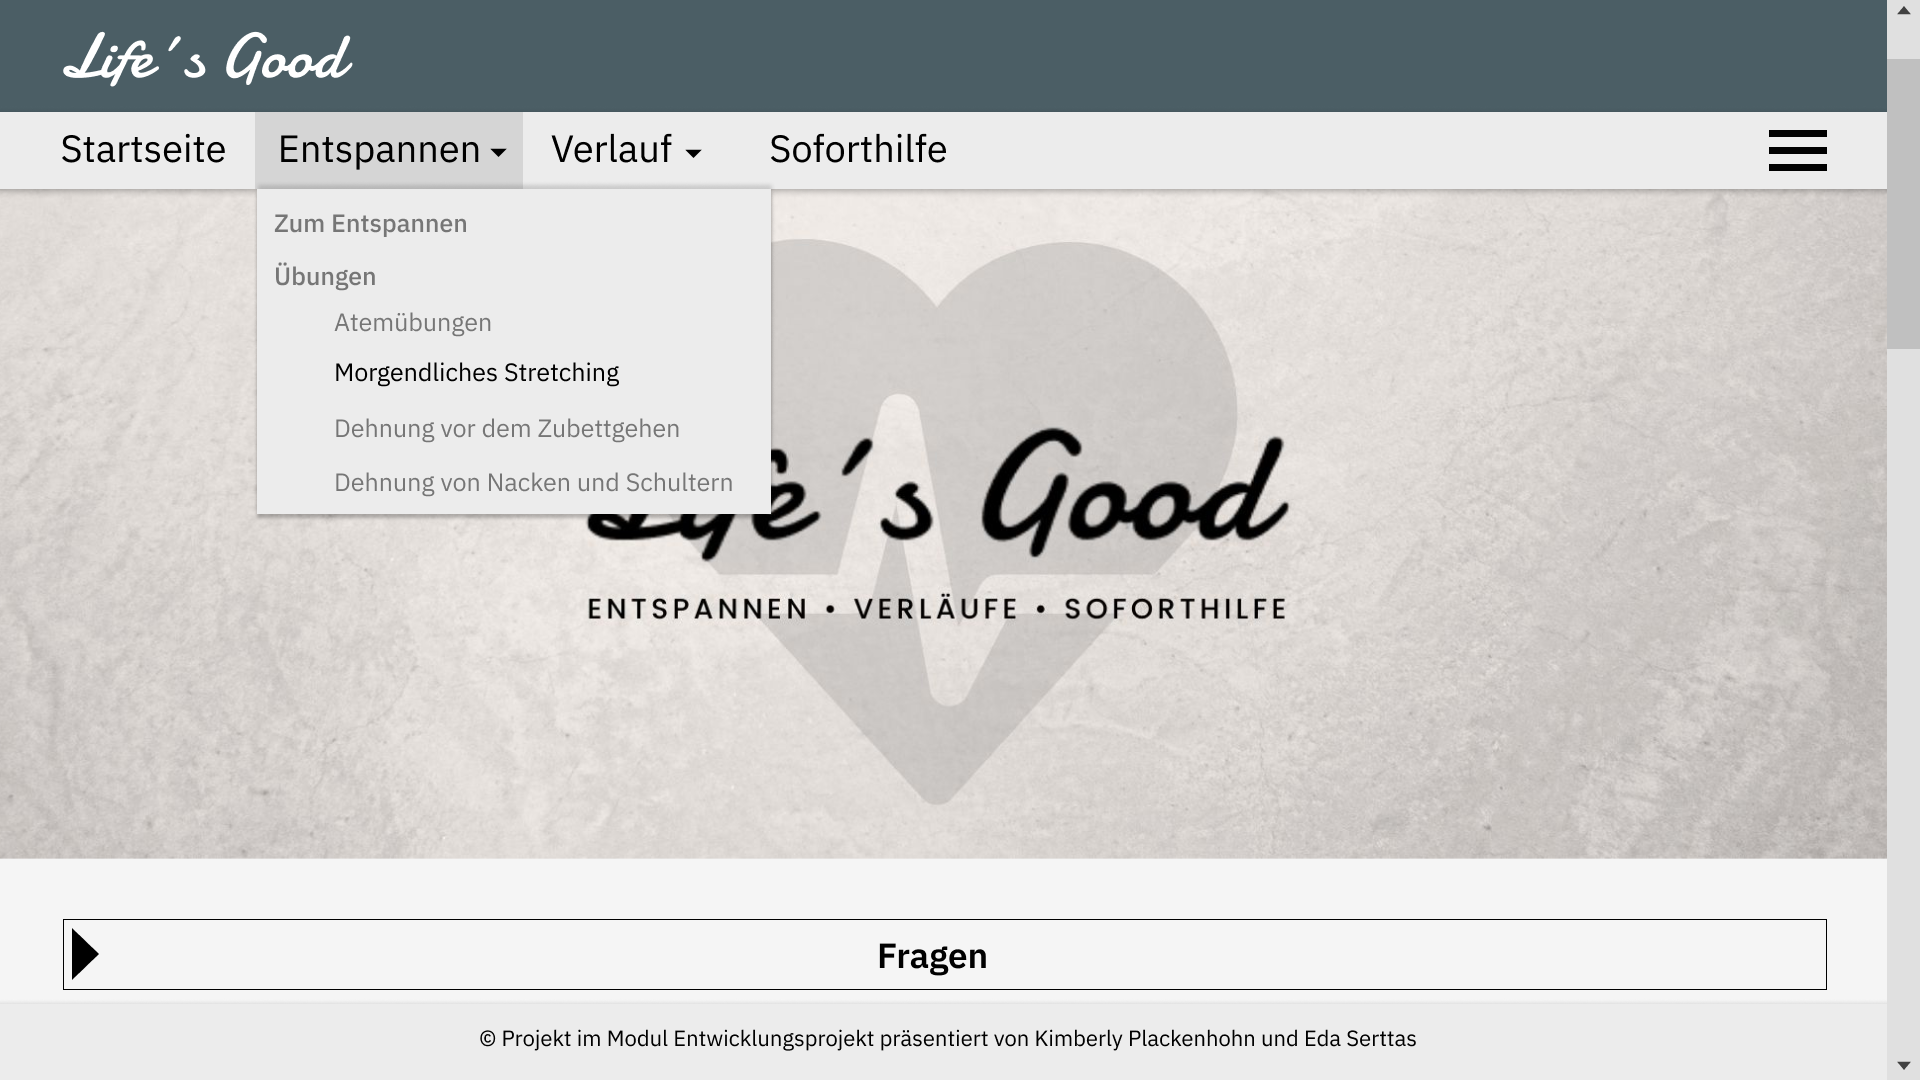 Life´s Good
Startseite
Entspannen
Verlauf
Soforthilfe
Zum Entspannen
Übungen
Atemübungen
Morgendliches Stretching
Dehnung vor dem Zubettgehen
Dehnung von Nacken und Schultern
Life´s Good
ENTSPANNEN • VERLÄUFE • SOFORTHILFE
Fragen
© Projekt im Modul Entwicklungsprojekt präsentiert von Kimberly Plackenhohn und Eda Serttas